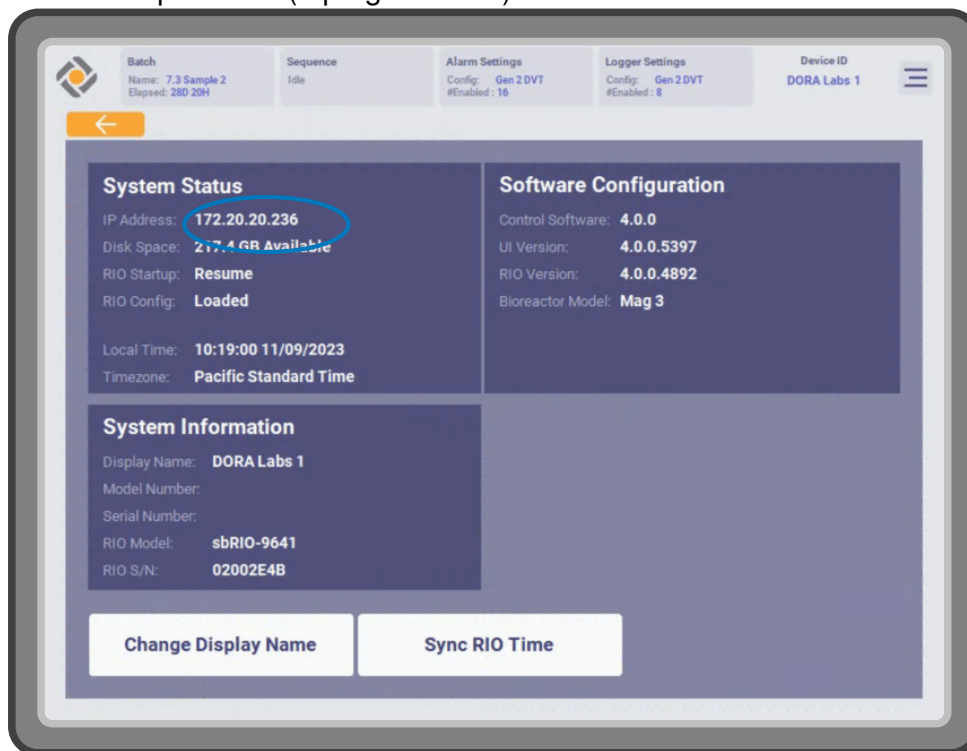 Batch
Name: 7.3 Sample 2
Elapsed: 28D 20H
Sequence
Idle
Alarm Settings
Config: Gen 2 DVT
#Enabled : 16
Logger Settings
Config: Gen 2 DVT
#Enabled : 8
Device ID
DORA Labs 1
System Status
IP Address: 172.20.20.236
Disk Space: 217.4 GB Available
RIO Startup: Resume
RIO Config: Loaded
Local Time: 10:19:00 11/09/2023
Timezone: Pacific Standard Time
Software Configuration
Control Software: 4.0.0
UI Version: 4.0.0.5397
RIO Version: 4.0.0.4892
Bioreactor Model: Mag 3
System Information
Display Name: DORA Labs 1
Model Number:
Serial Number:
RIO Model: sbRIO-9641
RIO S/N: 02002E4B
Change Display Name
Sync RIO Time